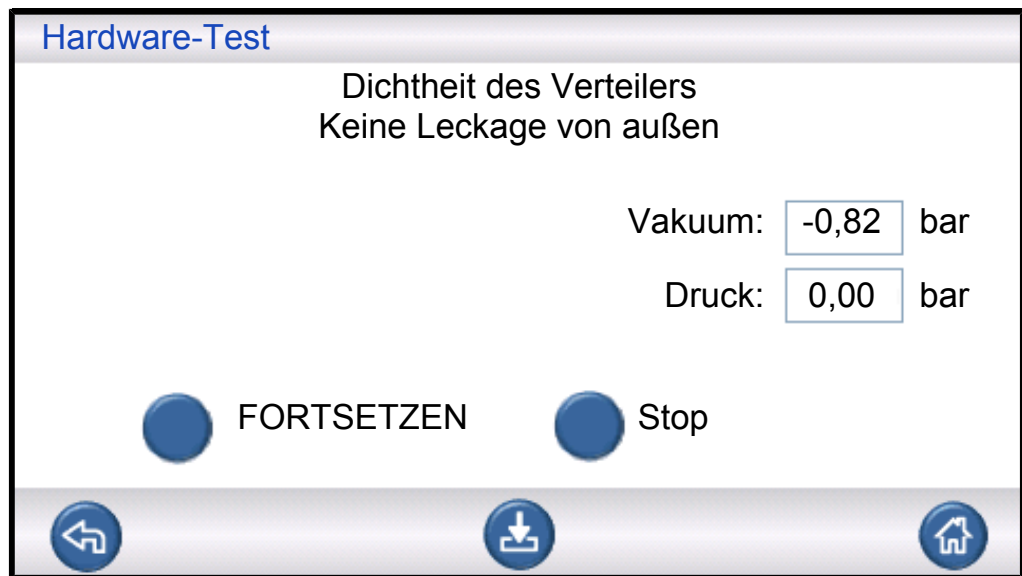 Hardware-Test
Dichtheit des Verteilers
Keine Leckage von außen
Vakuum: -0,82 bar
Druck: 0,00 bar
FORTSETZEN Stop